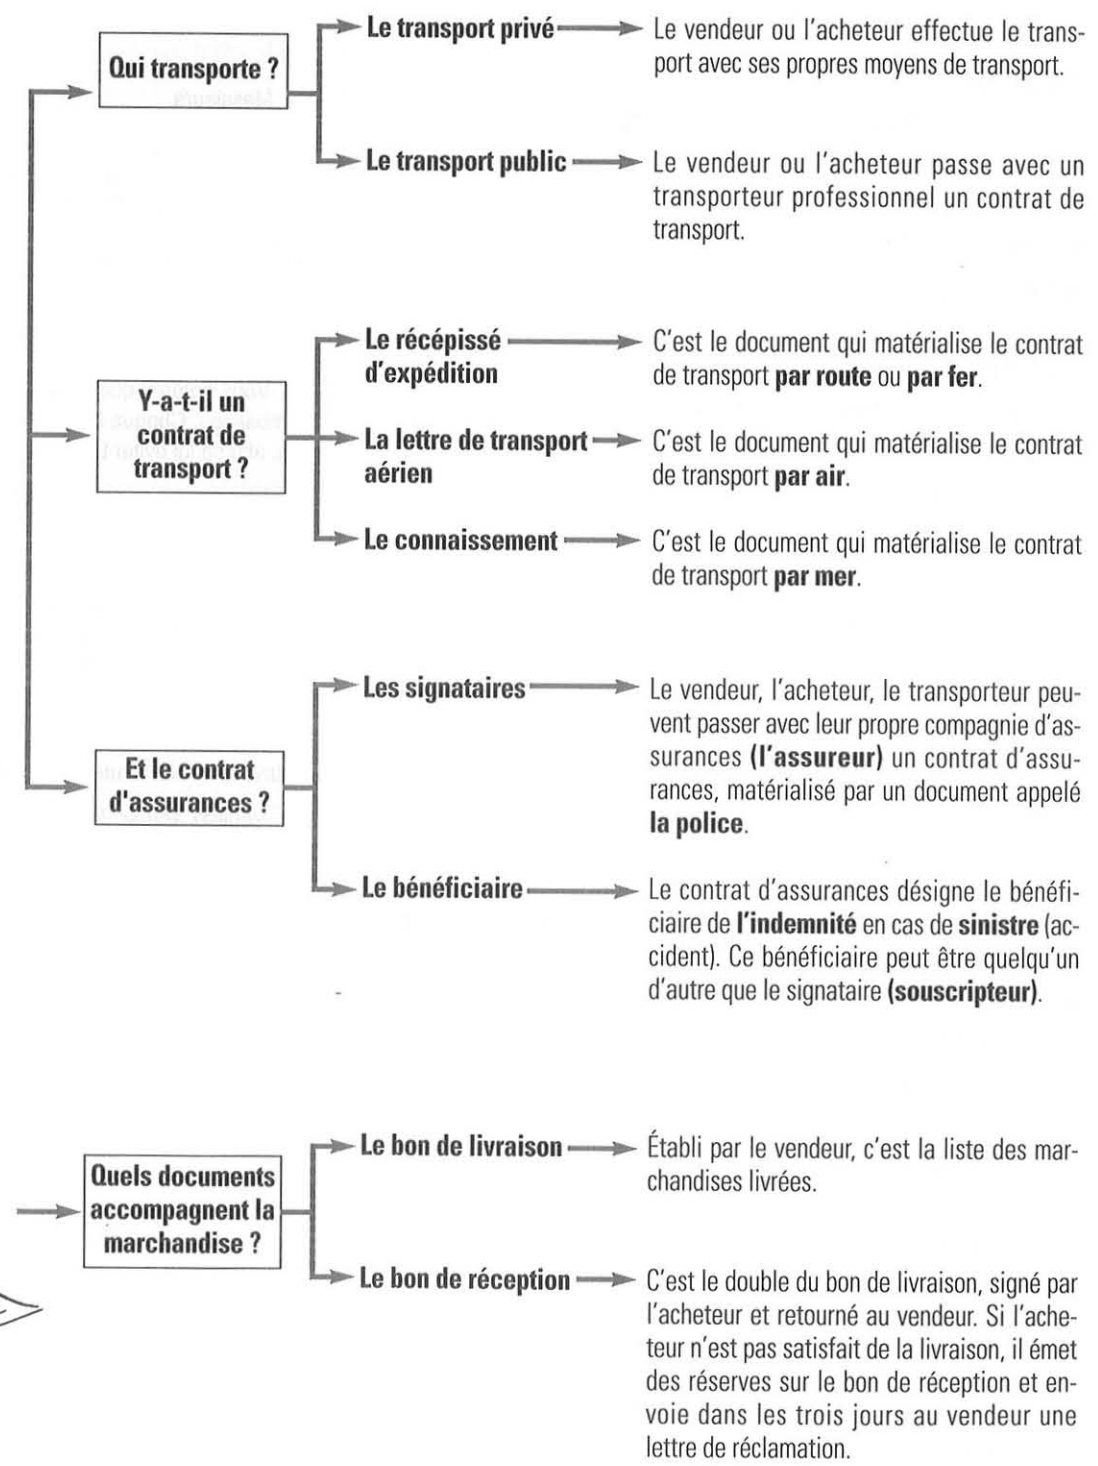 Qui transporte ?
Le transport privé
Le vendeur ou l'acheteur effectue le trans-
port avec ses propres moyens de transport.
Le transport public
Le vendeur ou l'acheteur passe avec un
transporteur professionnel un contrat de
transport.
Y-a-t-il un
contrat de
transport ?
Le récépissé
d'expédition
C'est le document qui matérialise le contrat
de transport par route ou par fer.
La lettre de transport
aérien
C'est le document qui matérialise le contrat
de transport par air.
Le connaissement
C'est le document qui matérialise le contrat
de transport par mer.
Et le contrat
d'assurances ?
Les signataires
Le vendeur, l'acheteur, le transporteur peu-
vent passer avec leur propre compagnie d'as-
surances (l'assureur) un contrat d'assu-
rances, matérialisé par un document appelé
la police.
Le bénéficiaire
Le contrat d'assurances désigne le bénéfi-
ciaire de l'indemnité en cas de sinistre (ac-
cident). Ce bénéficiaire peut être quelqu'un
d'autre que le signataire (souscripteur).
Quels documents
accompagnent la
marchandise ?
Le bon de livraison
Établi par le vendeur, c'est la liste des mar-
chandises livrées.
Le bon de réception
C'est le double du bon de livraison, signé par
l'acheteur et retourné au vendeur. Si l'ache-
teur n'est pas satisfait de la livraison, il émet
des réserves sur le bon de réception et en-
voie dans les trois jours au vendeur une
lettre de réclamation.